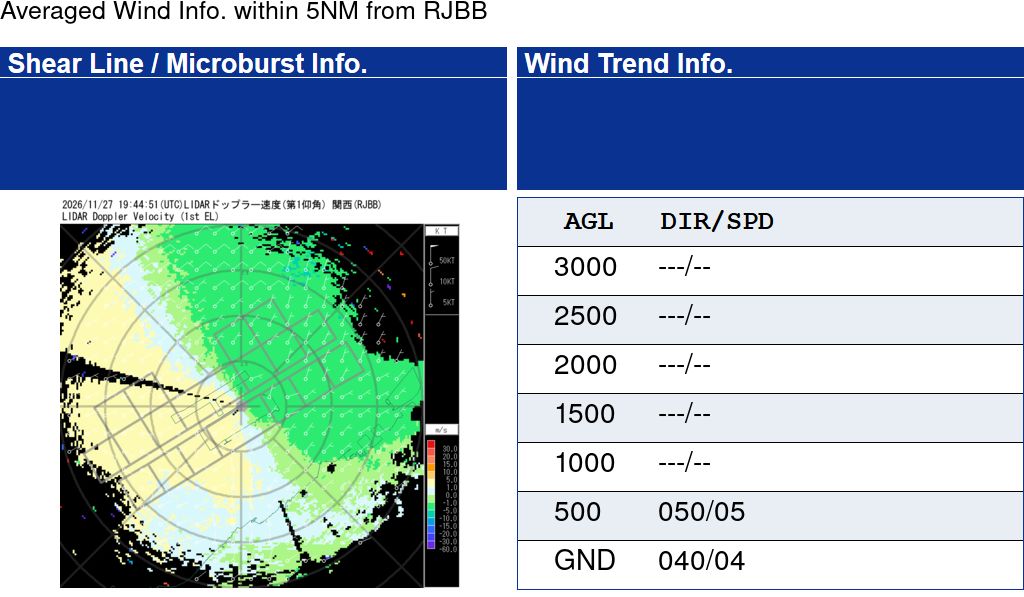 Averaged Wind Info. within 5NM from RJBB
Shear Line / Microburst Info.
Wind Trend Info.
2026/11/27 19:44:51(UTC)LIDARドップラー速度(第1仰角) 関西(RJBB)
LIDAR Doppler Velocity (1st EL)
K T
50KT
10KT
5KT
m/s
30.0
20.0
15.0
10.0
5.0
1.0
0.0
-1.0
-5.0
-10.0
-15.0
-20.0
-30.0
-60.0
AGL DIR/SPD
3000 ---/--
2500 ---/--
2000 ---/--
1500 ---/--
1000 ---/--
500 050/05
GND 040/04